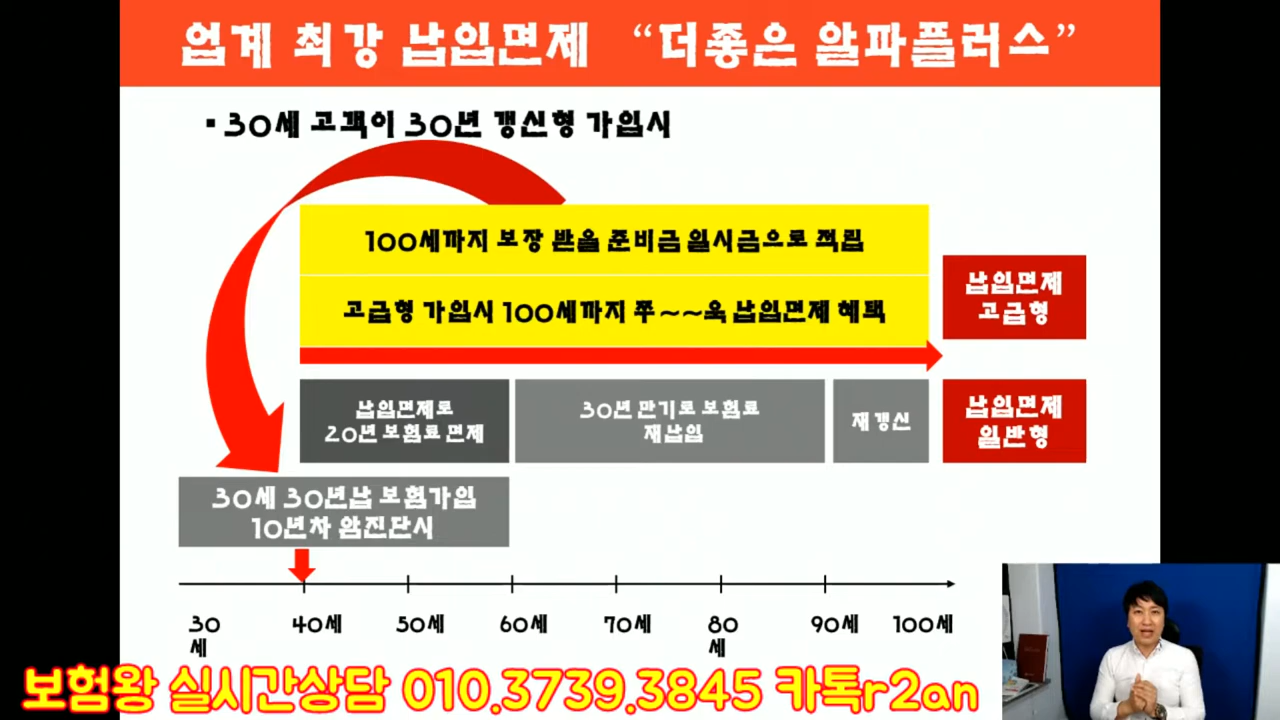 업계 최강 납입면제 “더좋은 알파플러스”
▪ 30세 고객이 30년 갱신형 가입시
100세까지 보장 받을 준비금 일시금으로 적립
고급형 가입시 100세까지 쭈~~욱 납입면제 혜택
납입면제
고급형
납입면제로
20년 보험료 면제
30년 만기로 보험료
재납입
재갱신
납입면제
일반형
30세 30년납 보험가입
10년차 암진단시
30
세
40세
50세
60세
70세
80
세
90세
100세
보험왕 실시간상담 010.3739.3845 카톡r2an